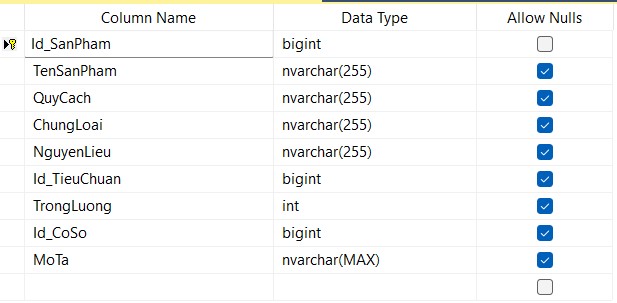 Column Name Data Type Allow Nulls
Id_SanPham bigint
TenSanPham nvarchar(255)
QuyCach nvarchar(255)
ChungLoai nvarchar(255)
NguyenLieu nvarchar(255)
Id_TieuChuan bigint
TrongLuong int
Id_CoSo bigint
MoTa nvarchar(MAX)